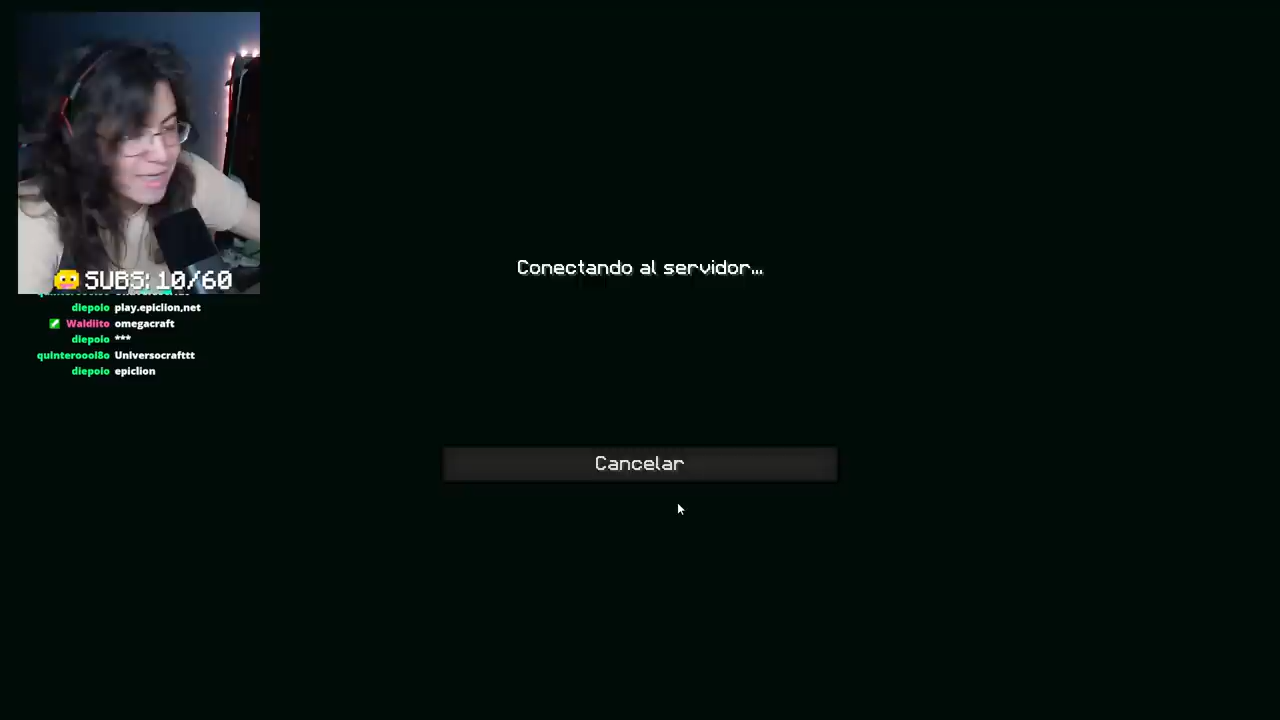 SUBS: 10/60
diepolo play.epiclion,net
Waldiito omegacraft
diepolo ***
quinteroool8o Universocrafttt
diepolo epiclion
Conectando al servidor...
Cancelar